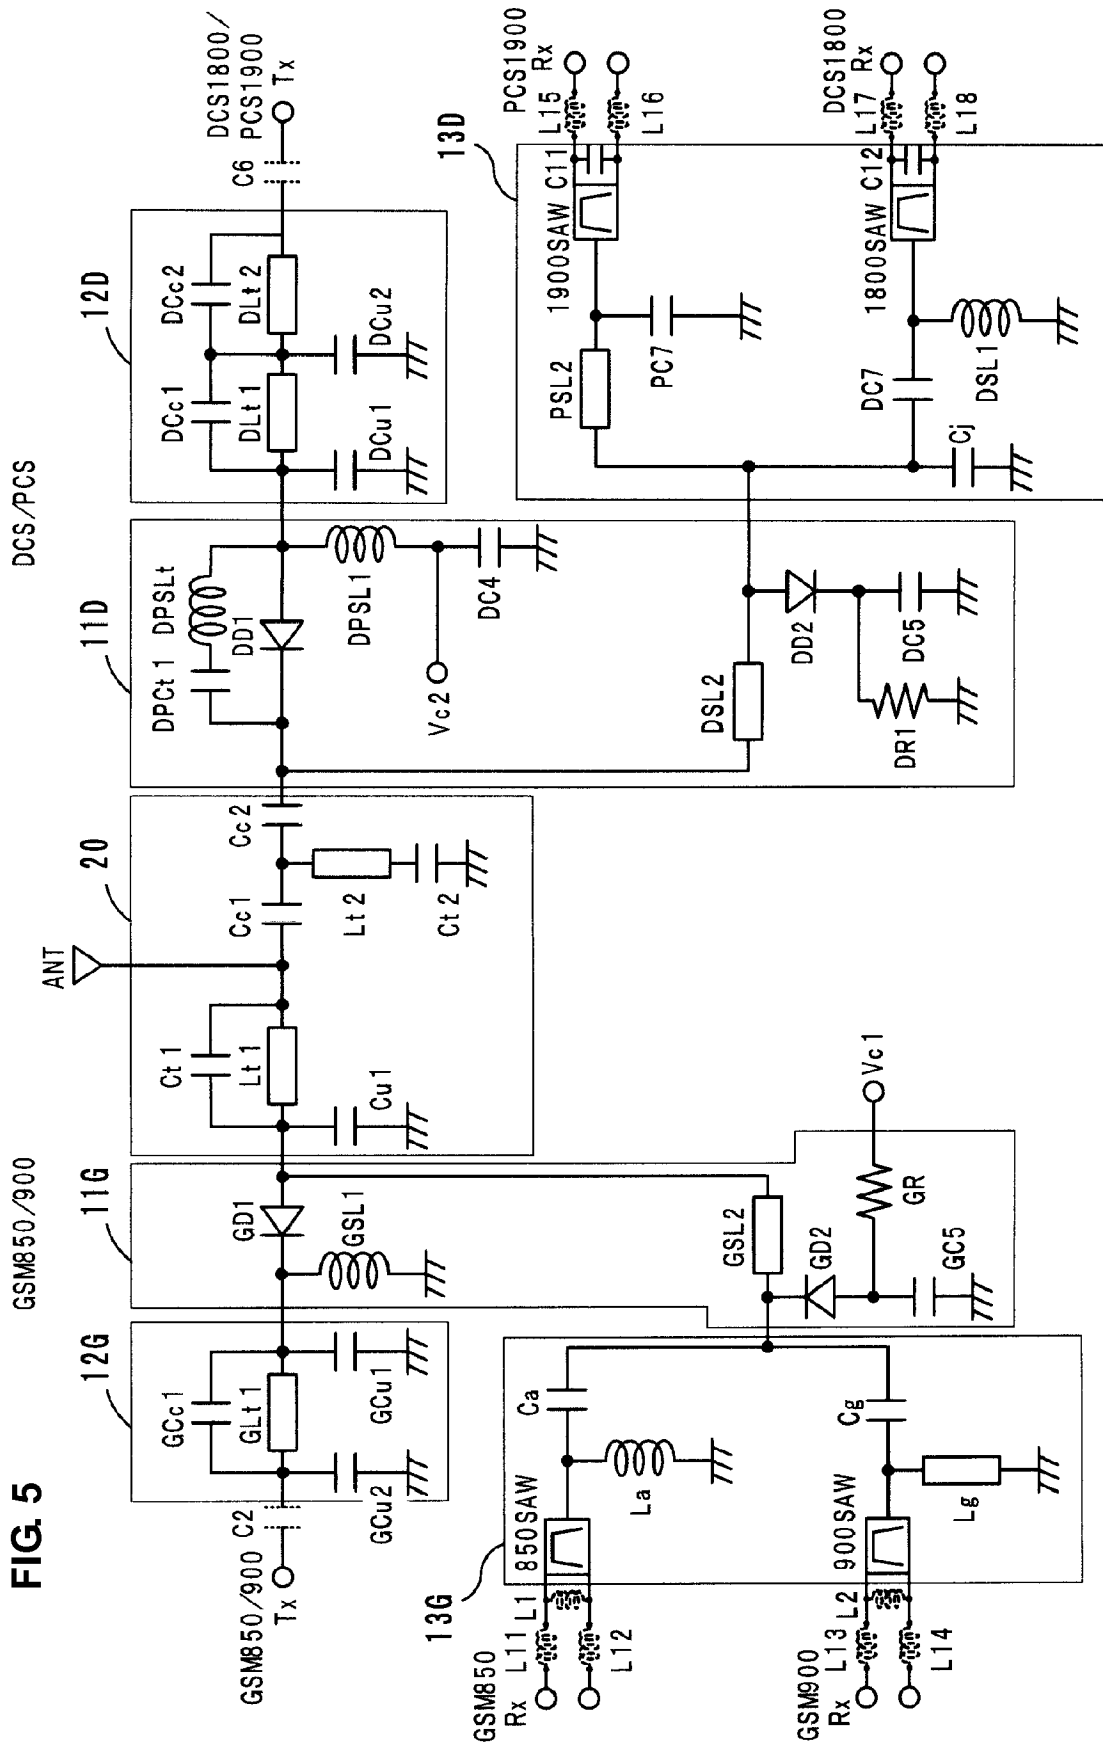 FIG. 5
GSM850/900
DCS/PCS
12G
11G
20
11D
12D
ANT
GSM850/900
Tx
C2
GCc1
GLt1
GCu2
GCu1
GD1
GSL1
Ct1
Lt1
Cu1
Cc1
Cc2
Lt2
Ct2
DPCt1
DPSLt
DD1
DPSL1
Vc2
DC4
DCc1
DCc2
DLt1
DLt2
DCu1
DCu2
C6
DCS1800/
PCS1900
Tx
13G
GSM850
Rx
L11
L1
L12
850SAW
Ca
La
GSM900
Rx
L13
L2
L14
900SAW
Cg
Lg
GSL2
GD2
GR
GC5
Vc1
DSL2
DD2
DR1
DC5
13D
PSL2
PC7
1900SAW
C11
PCS1900
Rx
L15
L16
DC7
Cj
DSL1
1800SAW
C12
DCS1800
Rx
L17
L18